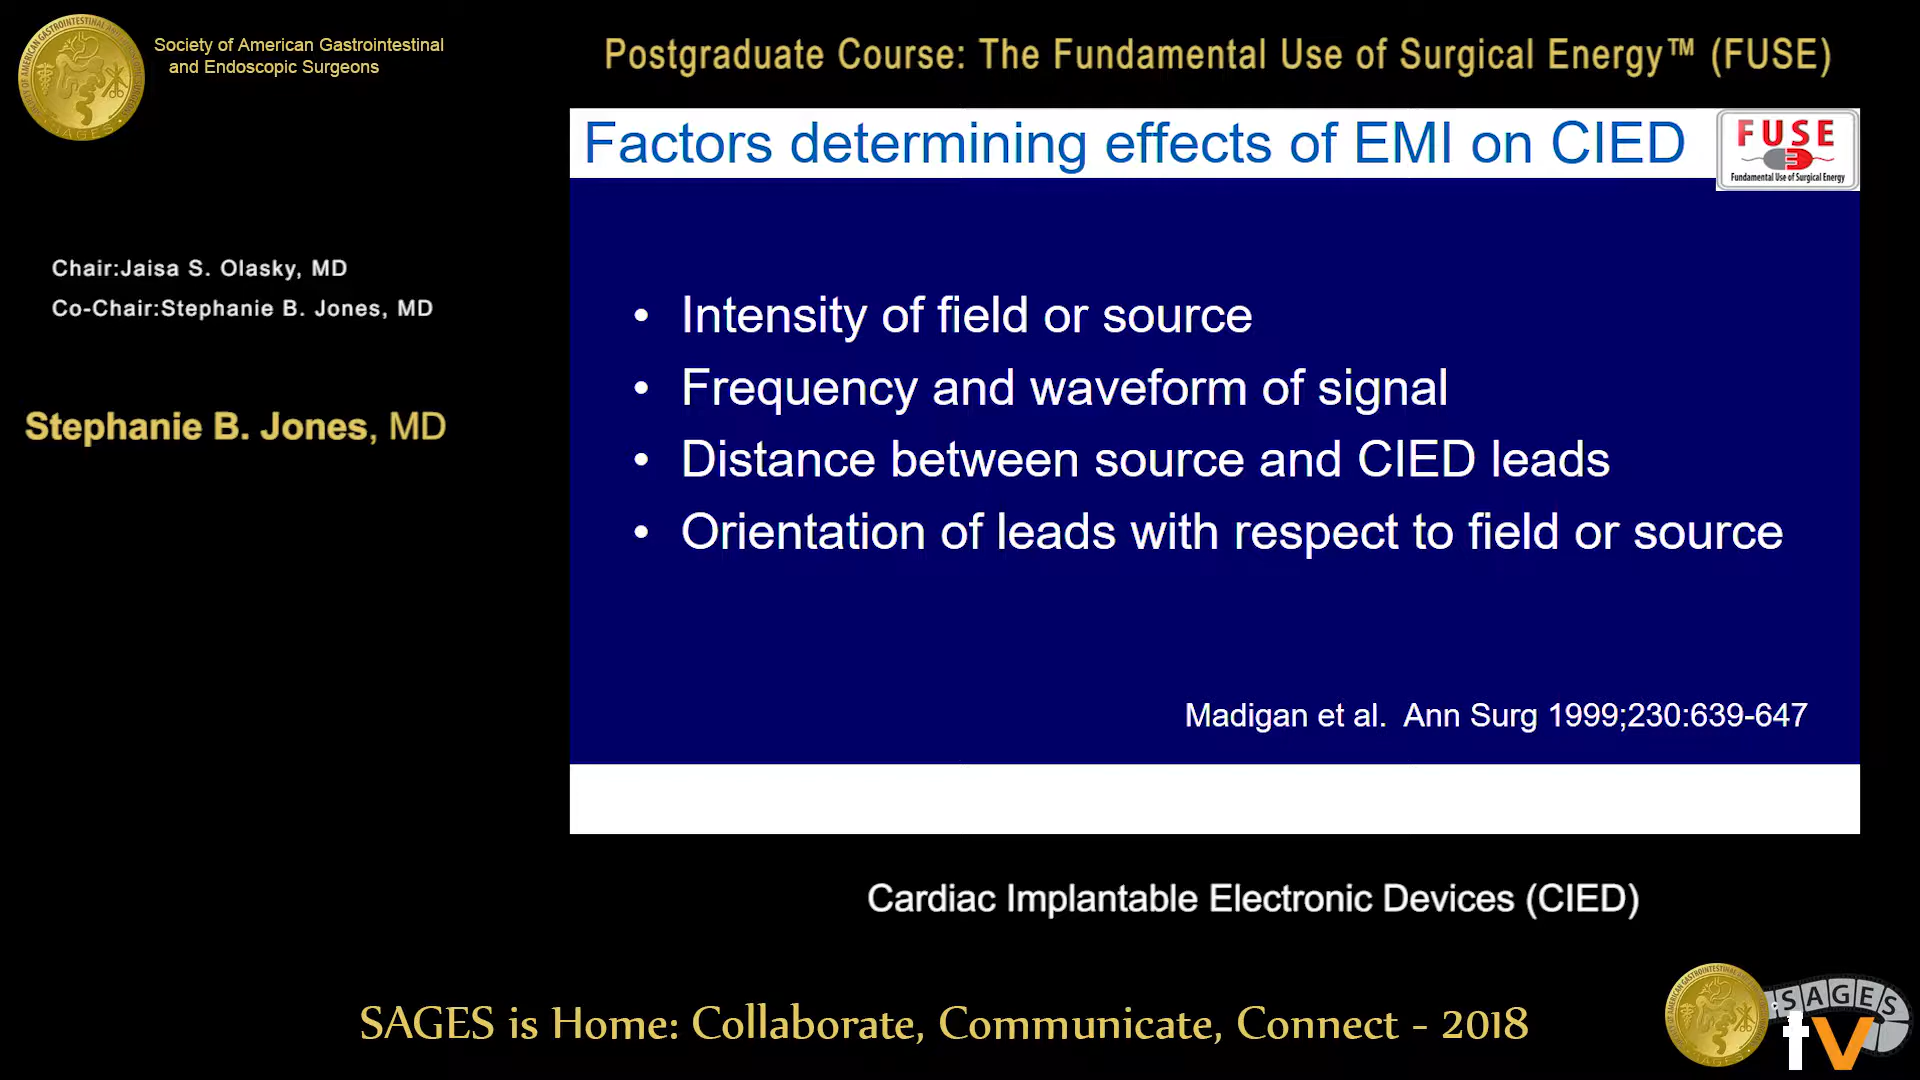 Society of American Gastrointestinal
and Endoscopic Surgeons
Postgraduate Course: The Fundamental Use of Surgical Energy™ (FUSE)
Factors determining effects of EMI on CIED
FUSE
Fundamental Use of Surgical Energy
Chair:Jaisa S. Olasky, MD
Co-Chair:Stephanie B. Jones, MD
Stephanie B. Jones, MD
• Intensity of field or source
• Frequency and waveform of signal
• Distance between source and CIED leads
• Orientation of leads with respect to field or source
Madigan et al. Ann Surg 1999;230:639-647
Cardiac Implantable Electronic Devices (CIED)
SAGES is Home: Collaborate, Communicate, Connect - 2018
SAGES
tv